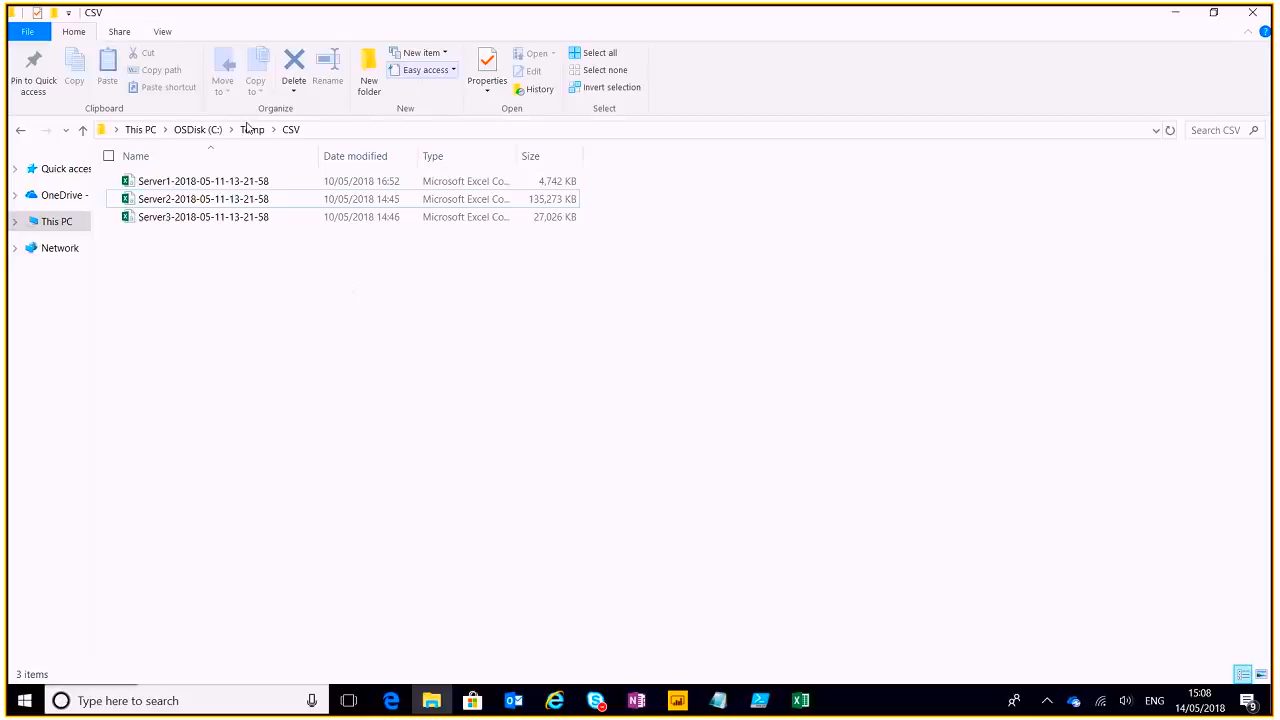 CSV
File Home Share View
Pin to Quick access
Copy
Paste
Cut
Copy path
Paste shortcut
Clipboard
Move to
Copy to
Delete
Rename
Organize
New folder
New item
Easy access
New
Properties
Open
Edit
History
Open
Select all
Select none
Invert selection
Select
This PC OSDisk (C:) Temp CSV
Search CSV
Name Date modified Type Size
Server1-2018-05-11-13-21-58 10/05/2018 16:52 Microsoft Excel Co... 4,742 KB
Server2-2018-05-11-13-21-58 10/05/2018 14:45 Microsoft Excel Co... 135,273 KB
Server3-2018-05-11-13-21-58 10/05/2018 14:46 Microsoft Excel Co... 27,026 KB
Quick acces
OneDrive -
This PC
Network
3 items
Type here to search
ENG
15:08
14/05/2018
9